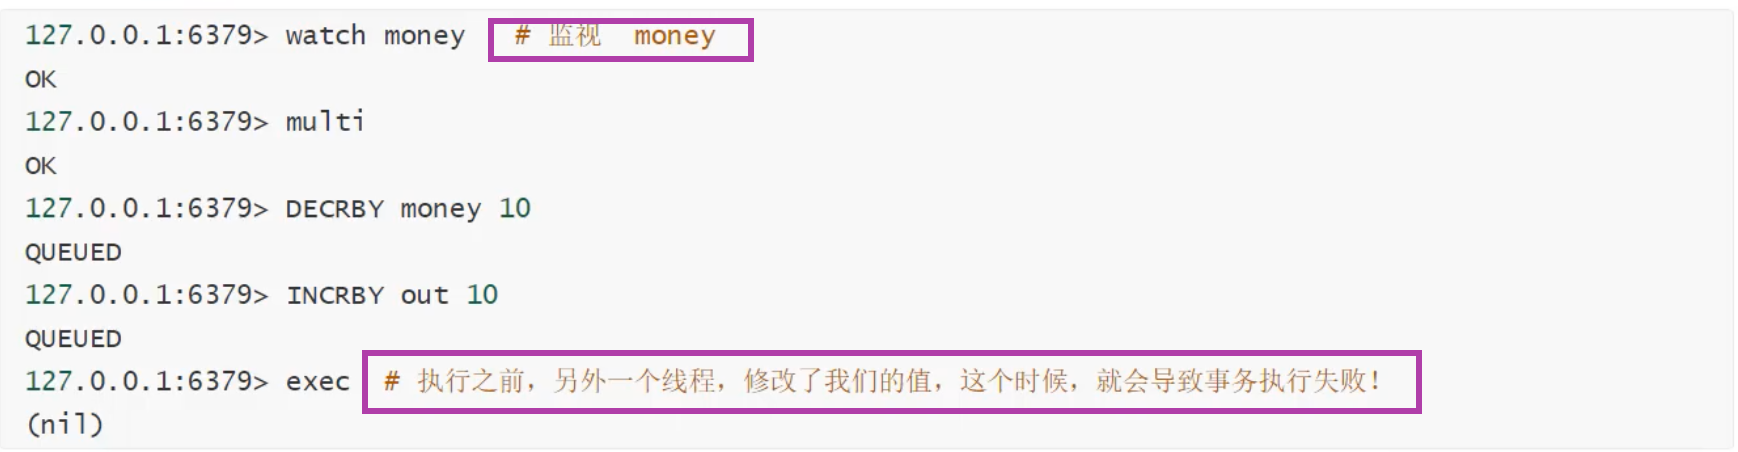 127.0.0.1:6379> watch money # 监视 money
OK
127.0.0.1:6379> multi
OK
127.0.0.1:6379> DECRBY money 10
QUEUED
127.0.0.1:6379> INCRBY out 10
QUEUED
127.0.0.1:6379> exec # 执行之前，另外一个线程，修改了我们的值，这个时候，就会导致事务执行失败！
(nil)